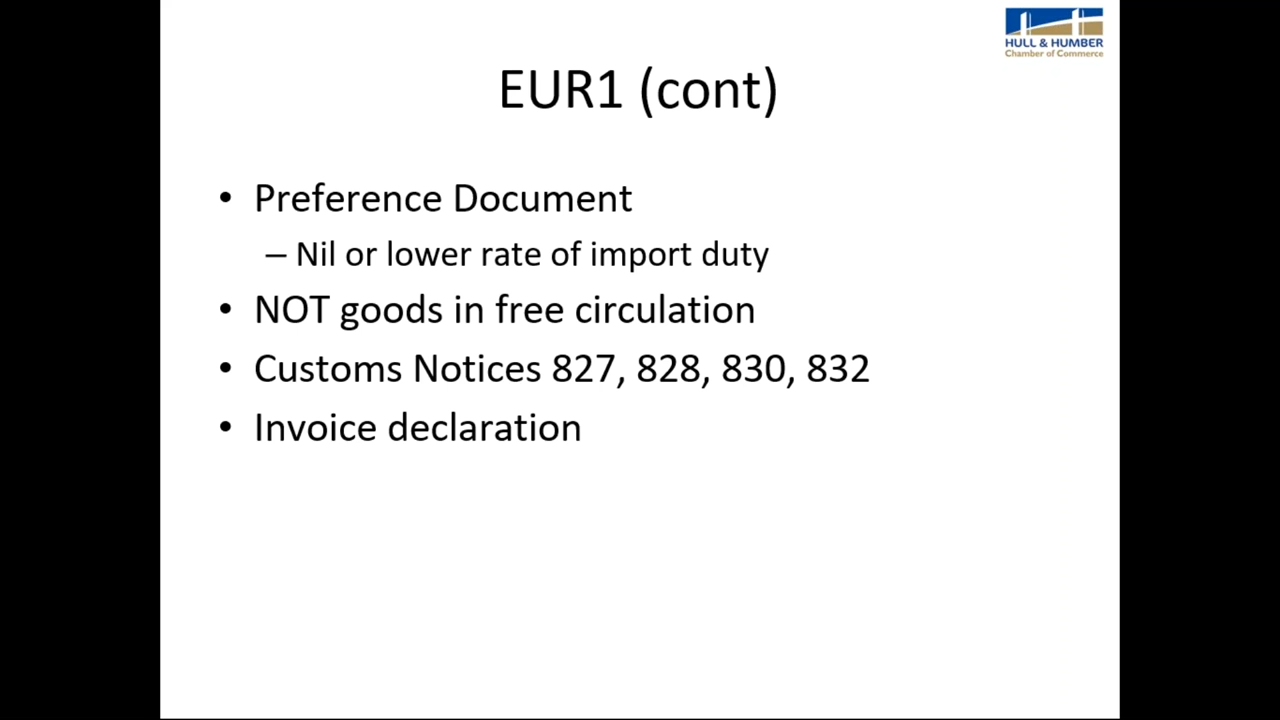 HULL & HUMBER
Chamber of Commerce
EUR1 (cont)
• Preference Document
– Nil or lower rate of import duty
• NOT goods in free circulation
• Customs Notices 827, 828, 830, 832
• Invoice declaration